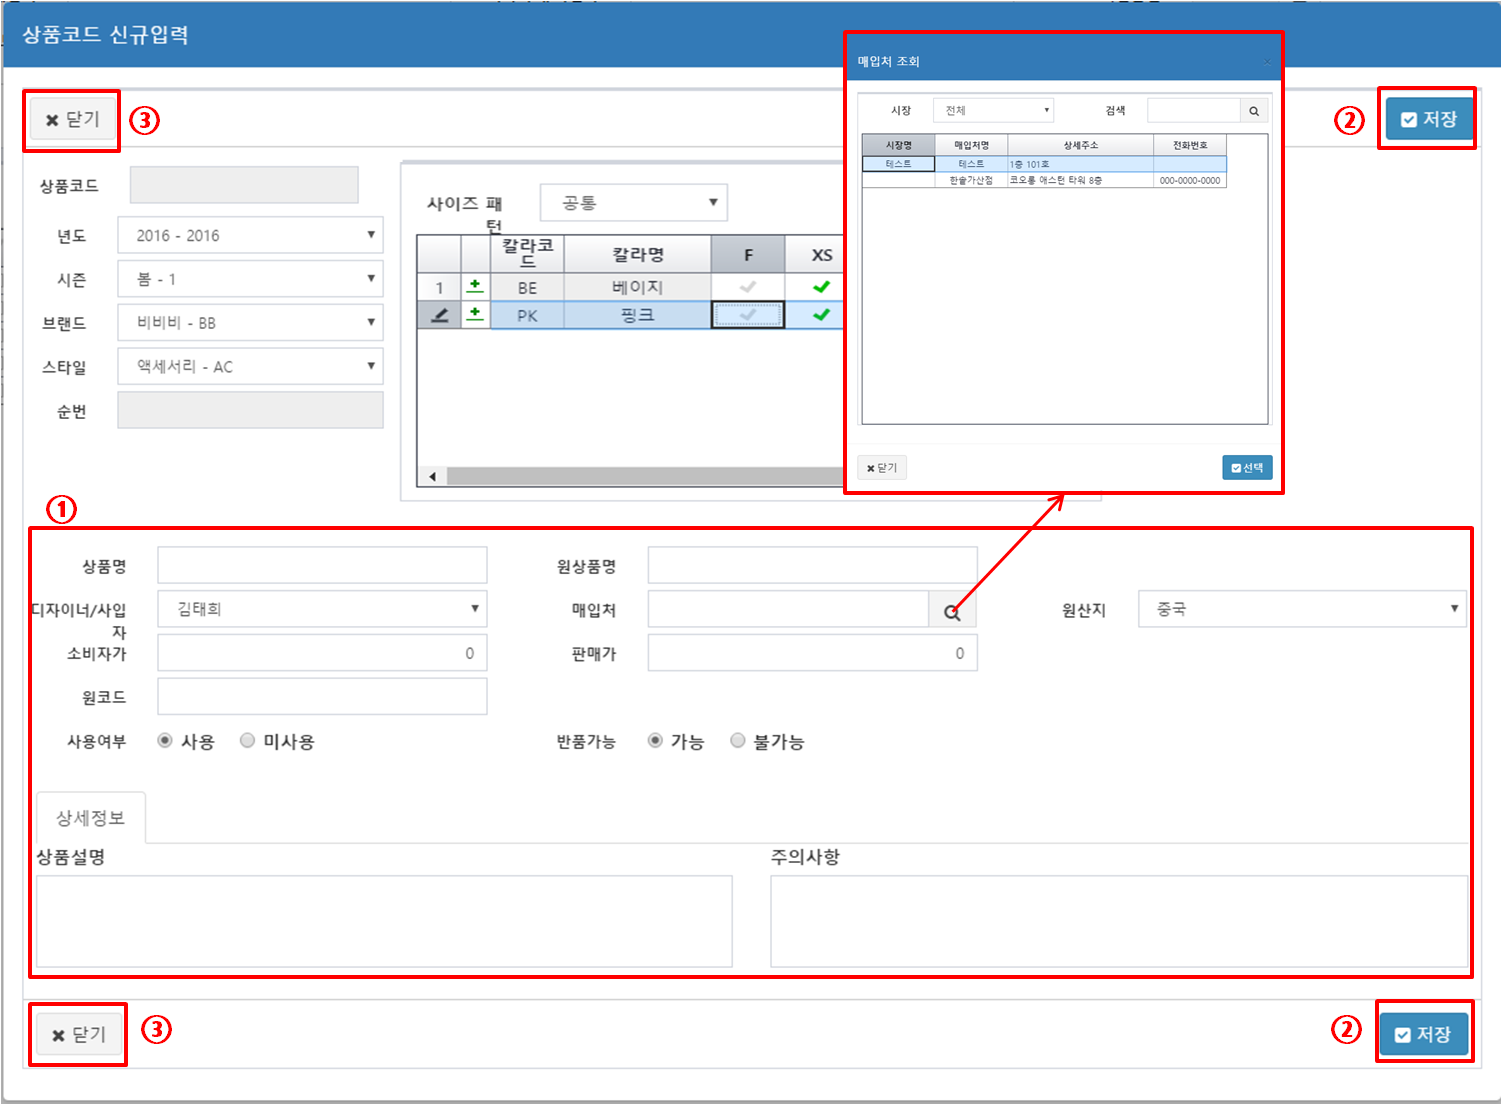 상품코드 신규입력
닫기
③
②
저장
상품코드
년도
2016 - 2016
시즌
봄 - 1
브랜드
비비비 - BB
스타일
액세서리 - AC
순번
사이즈 패
턴
공통
칼라코
드
칼라명
F
XS
1
BE
베이지
PK
핑크
매입처 조회
시장
전체
검색
시장명
매입처명
상세주소
전화번호
테스트
테스트
1층 101호
한솔가산점
코오롱 애스턴 타워 8층
000-0000-0000
닫기
선택
①
상품명
원상품명
디자이너/사입
자
김태희
매입처
원산지
중국
소비자가
0
판매가
0
원코드
사용여부
사용
미사용
반품가능
가능
불가능
상세정보
상품설명
주의사항
닫기
③
②
저장